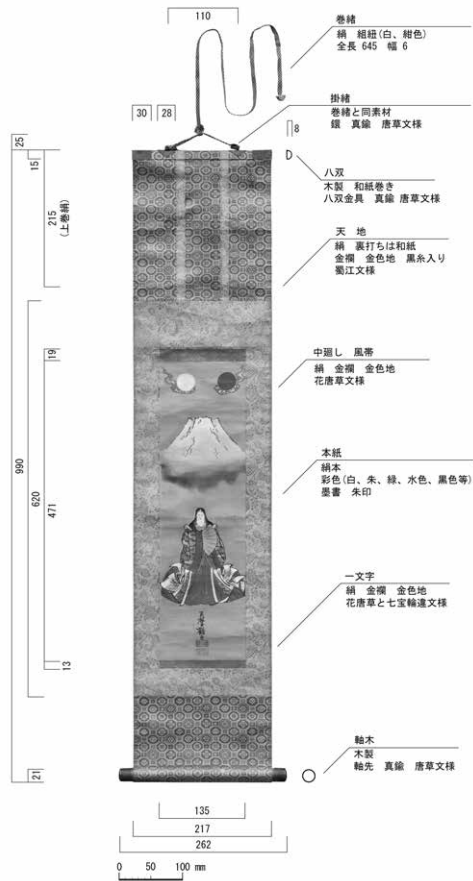 110
巻緒
絹 組紐(白、紺色)
全長 645 幅 6
30
28
掛緒
巻緒と同素材
鐶 真鍮 唐草文様
8
25
15
D
八双
木製 和紙巻き
八双金具 真鍮 唐草文様
215
(上巻絹)
天 地
絹 裏打ちは和紙
金襴 金色地 黒糸入り
蜀江文様
19
中廻し 風帯
絹 金襴 金色地
花唐草文様
990
620
471
本紙
絹本
彩色(白、朱、緑、水色、黒色等)
墨書 朱印
一文字
絹 金襴 金色地
花唐草と七宝輪違文様
13
21
軸木
木製
軸先 真鍮 唐草文様
135
217
262
0 50 100 mm